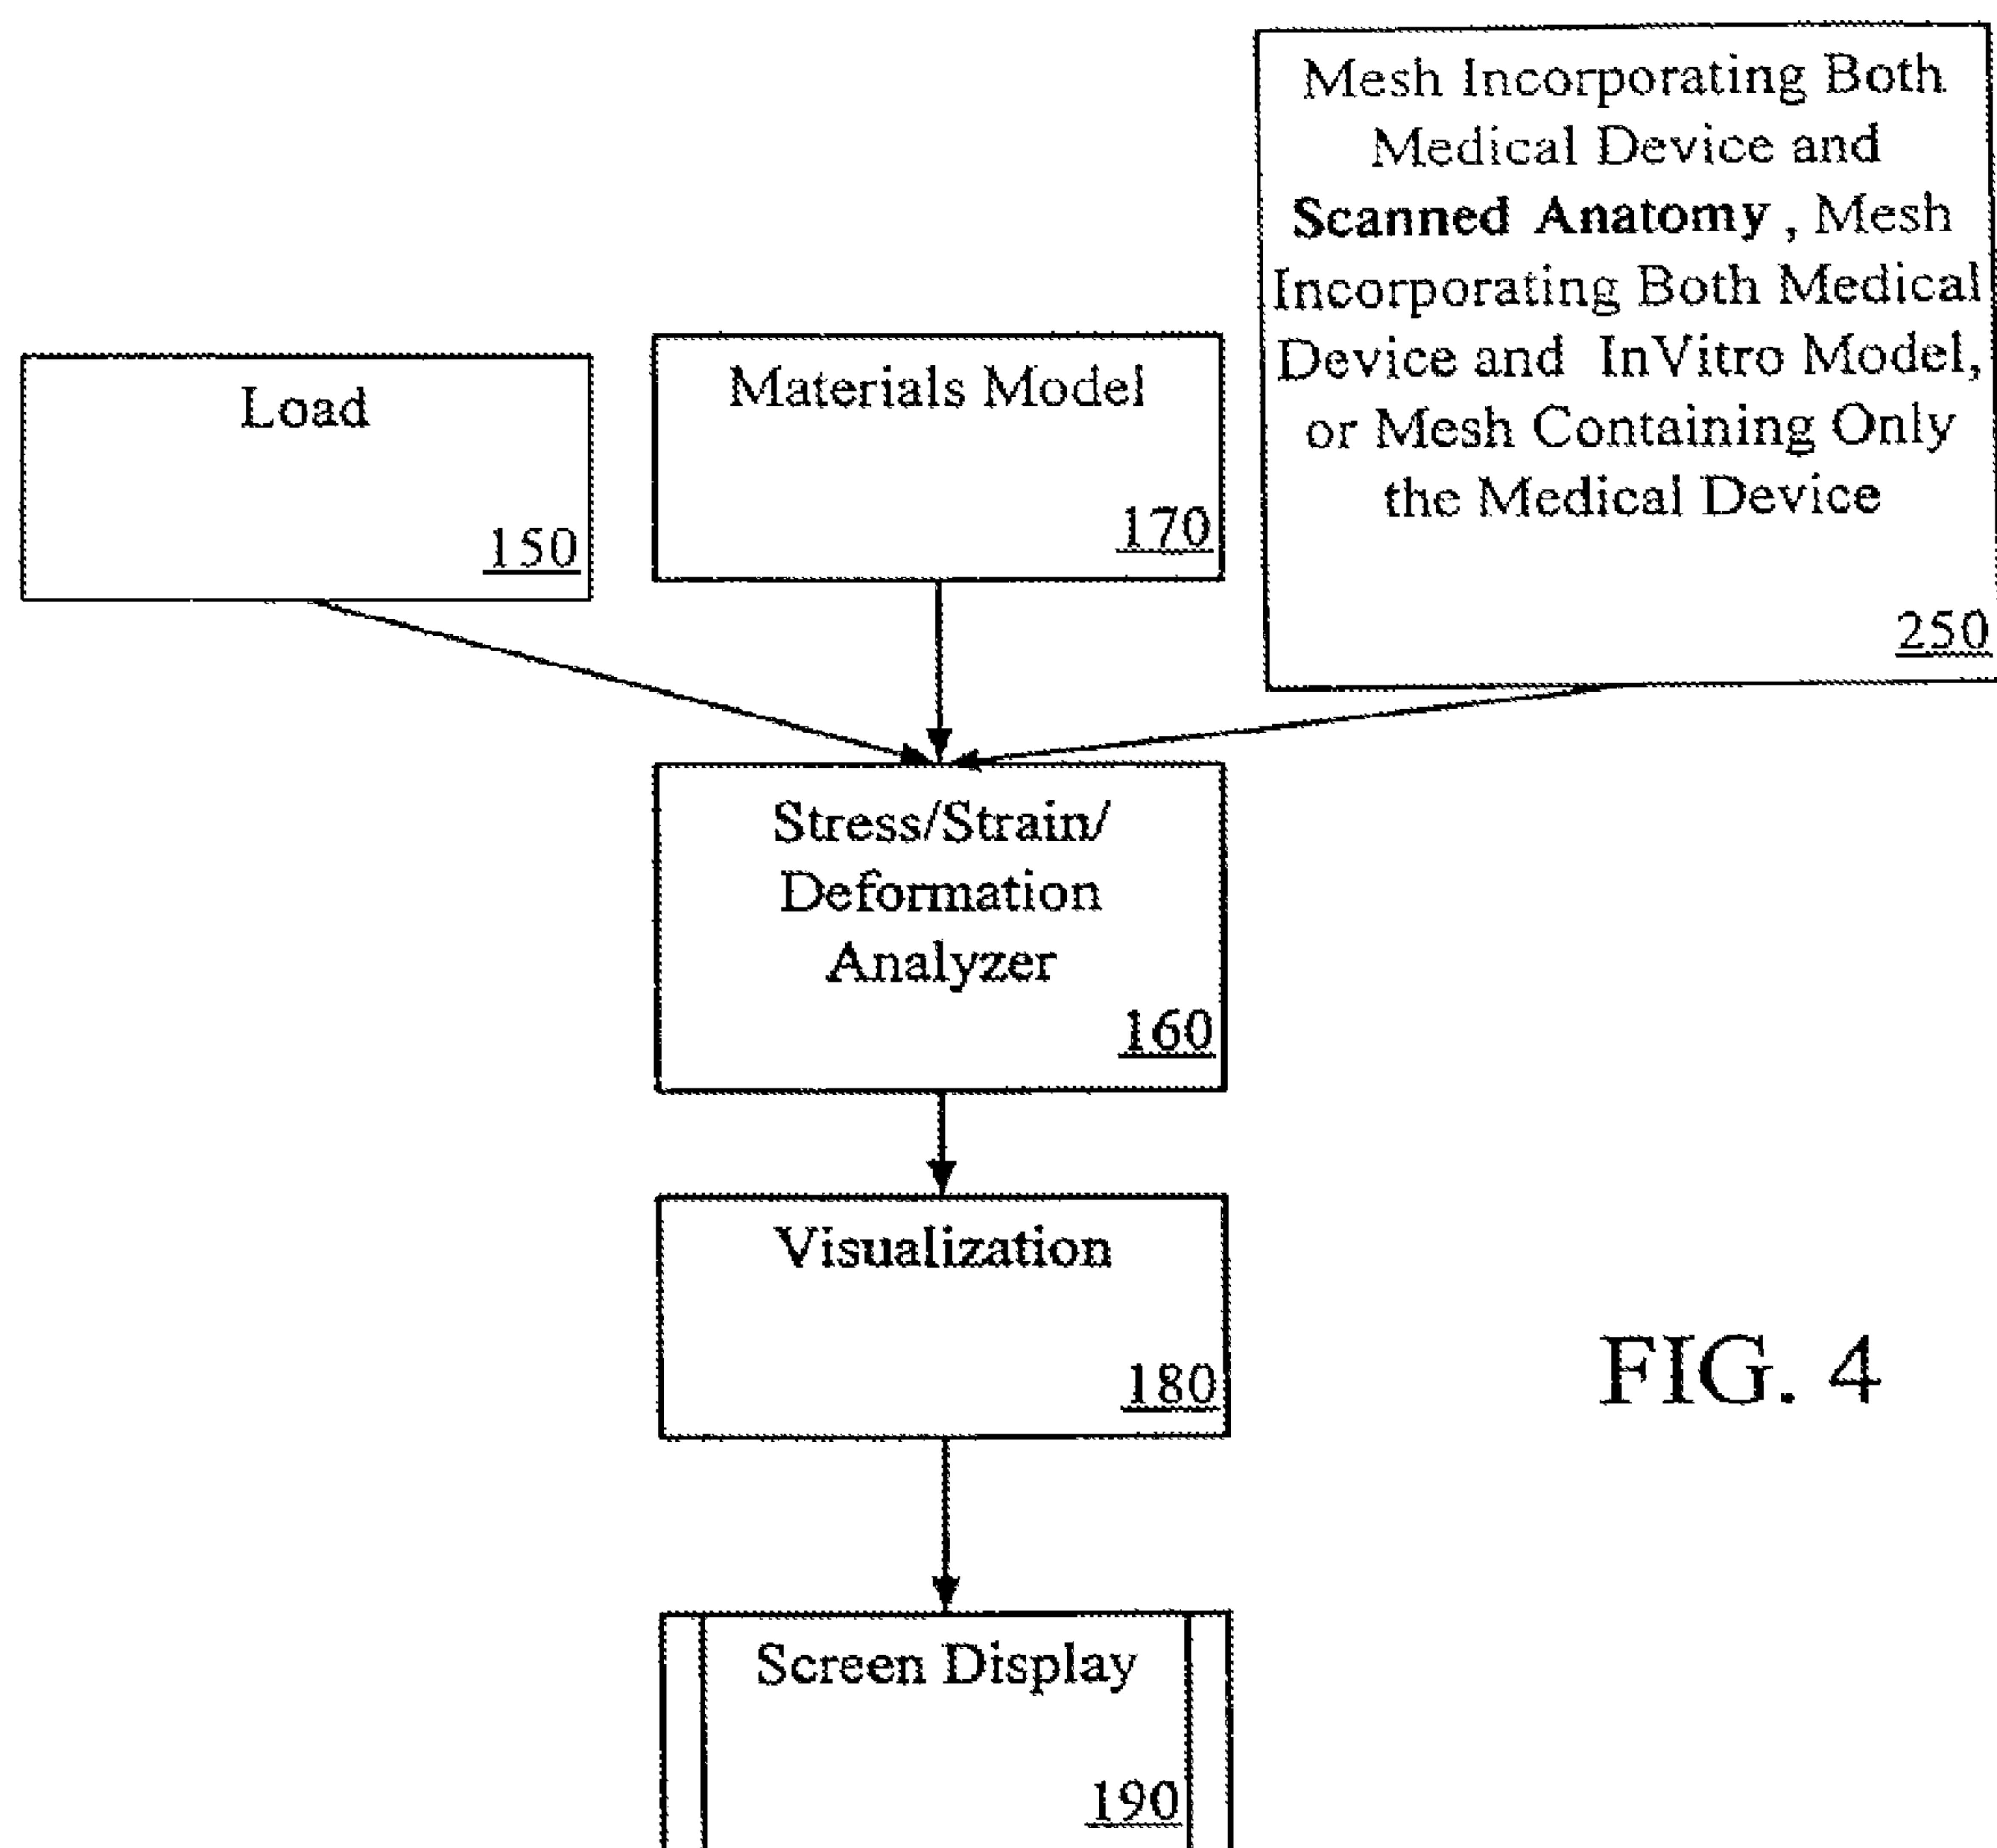 Load
150
Materials Model
170
Mesh Incorporating Both
Medical Device and
Scanned Anatomy , Mesh
Incorporating Both Medical
Device and InVitro Model,
or Mesh Containing Only
the Medical Device
250
Stress/Strain/
Deformation
Analyzer
160
Visualization
180
FIG. 4
Screen Display
190